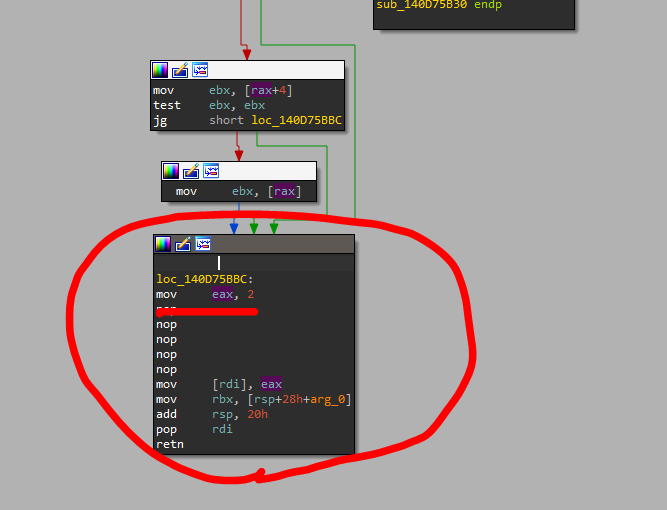 sub_140D75B30 endp
mov ebx, [rax+4]
test ebx, ebx
jg short loc_140D75BBC
mov ebx, [rax]
loc_140D75BBC:
mov eax, 2
nop
nop
nop
nop
nop
mov [rdi], eax
mov rbx, [rsp+28h+arg_0]
add rsp, 20h
pop rdi
retn